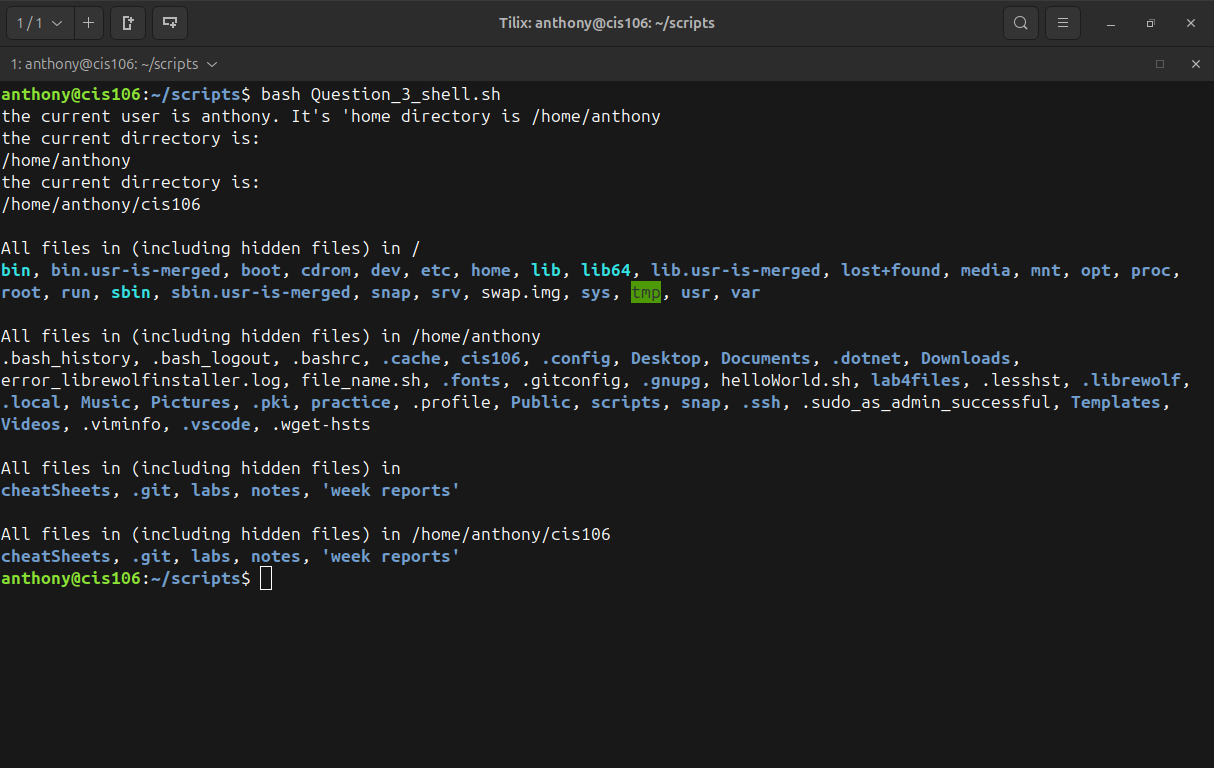 1 / 1
Tilix: anthony@cis106: ~/scripts
1: anthony@cis106: ~/scripts
anthony@cis106:~/scripts$ bash Question_3_shell.sh
the current user is anthony. It's 'home directory is /home/anthony
the current dirrectory is:
/home/anthony
the current dirrectory is:
/home/anthony/cis106
All files in (including hidden files) in /
bin, bin.usr-is-merged, boot, cdrom, dev, etc, home, lib, lib64, lib.usr-is-merged, lost+found, media, mnt, opt, proc,
root, run, sbin, sbin.usr-is-merged, snap, srv, swap.img, sys, tmp, usr, var
All files in (including hidden files) in /home/anthony
.bash_history, .bash_logout, .bashrc, .cache, cis106, .config, Desktop, Documents, .dotnet, Downloads,
error_librewolfinstaller.log, file_name.sh, .fonts, .gitconfig, .gnupg, helloWorld.sh, lab4files, .lesshst, .librewolf,
.local, Music, Pictures, .pki, practice, .profile, Public, scripts, snap, .ssh, .sudo_as_admin_successful, Templates,
Videos, .viminfo, .vscode, .wget-hsts
All files in (including hidden files) in
cheatSheets, .git, labs, notes, 'week reports'
All files in (including hidden files) in /home/anthony/cis106
cheatSheets, .git, labs, notes, 'week reports'
anthony@cis106:~/scripts$